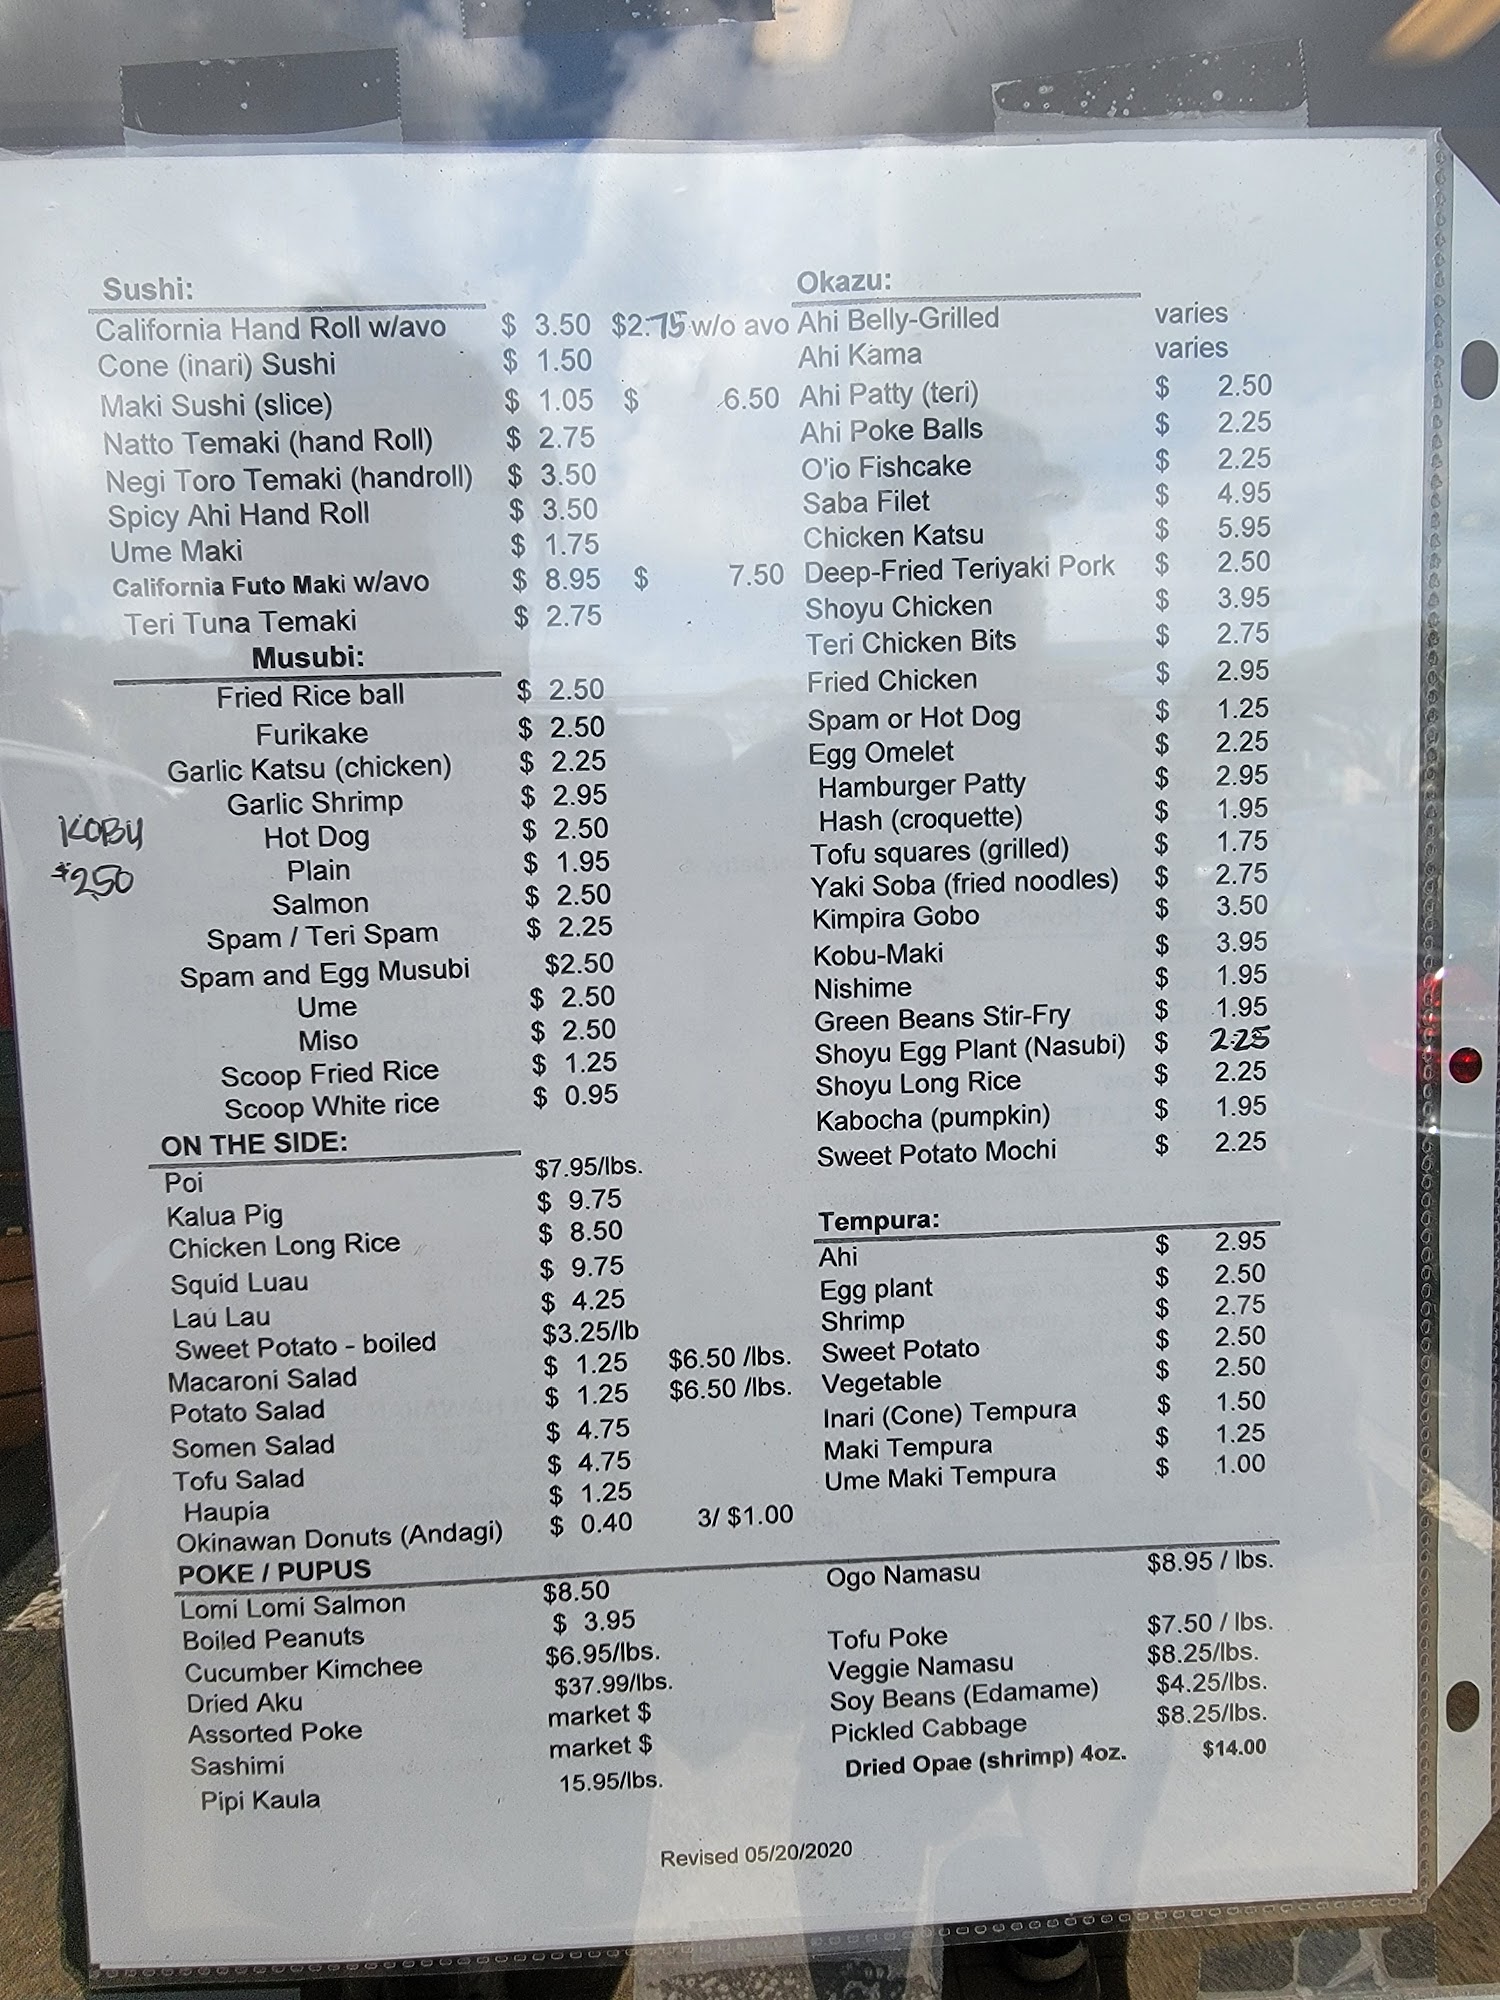 Sushi:
California Hand Roll w/avo $ 3.50 $2.75 w/o avo
Cone (inari) Sushi $ 1.50
Maki Sushi (slice) $ 1.05 $ 6.50
Natto Temaki (hand Roll) $ 2.75
Negi Toro Temaki (handroll) $ 3.50
Spicy Ahi Hand Roll $ 3.50
Ume Maki $ 1.75
California Futo Maki w/avo $ 8.95 $ 7.50
Teri Tuna Temaki $ 2.75
Musubi:
Fried Rice ball $ 2.50
Furikake $ 2.50
Garlic Katsu (chicken) $ 2.25
Garlic Shrimp $ 2.95
Hot Dog $ 2.50
Plain $ 1.95
Salmon $ 2.50
Spam / Teri Spam $ 2.25
Spam and Egg Musubi $2.50
Ume $ 2.50
Miso $ 2.50
Scoop Fried Rice $ 1.25
Scoop White rice $ 0.95
KOBU
$2.50
ON THE SIDE:
Poi $7.95/lbs.
Kalua Pig $ 9.75
Chicken Long Rice $ 8.50
Squid Luau $ 9.75
Lau Lau $ 4.25
Sweet Potato - boiled $3.25/lb
Macaroni Salad $ 1.25 $6.50 /lbs.
Potato Salad $ 1.25 $6.50 /lbs.
Somen Salad $ 4.75
Tofu Salad $ 4.75
Haupia $ 1.25
Okinawan Donuts (Andagi) $ 0.40 3/ $1.00
POKE / PUPUS
Lomi Lomi Salmon $8.50
Boiled Peanuts $ 3.95
Cucumber Kimchee $6.95/lbs.
Dried Aku $37.99/lbs.
Assorted Poke market $
Sashimi market $
Pipi Kaula 15.95/lbs.
Okazu:
Ahi Belly-Grilled varies
Ahi Kama varies
Ahi Patty (teri) $ 2.50
Ahi Poke Balls $ 2.25
O'io Fishcake $ 2.25
Saba Filet $ 4.95
Chicken Katsu $ 5.95
Deep-Fried Teriyaki Pork $ 2.50
Shoyu Chicken $ 3.95
Teri Chicken Bits $ 2.75
Fried Chicken $ 2.95
Spam or Hot Dog $ 1.25
Egg Omelet $ 2.25
Hamburger Patty $ 2.95
Hash (croquette) $ 1.95
Tofu squares (grilled) $ 1.75
Yaki Soba (fried noodles) $ 2.75
Kimpira Gobo $ 3.50
Kobu-Maki $ 3.95
Nishime $ 1.95
Green Beans Stir-Fry $ 1.95
Shoyu Egg Plant (Nasubi) $ 2.25
Shoyu Long Rice $ 2.25
Kabocha (pumpkin) $ 1.95
Sweet Potato Mochi $ 2.25
Tempura:
Ahi $ 2.95
Egg plant $ 2.50
Shrimp $ 2.75
Sweet Potato $ 2.50
Vegetable $ 2.50
Inari (Cone) Tempura $ 1.50
Maki Tempura $ 1.25
Ume Maki Tempura $ 1.00
Ogo Namasu $8.95 / lbs.
Tofu Poke $7.50 / lbs.
Veggie Namasu $8.25/lbs.
Soy Beans (Edamame) $4.25/lbs.
Pickled Cabbage $8.25/lbs.
Dried Opae (shrimp) 4oz. $14.00
Revised 05/20/2020